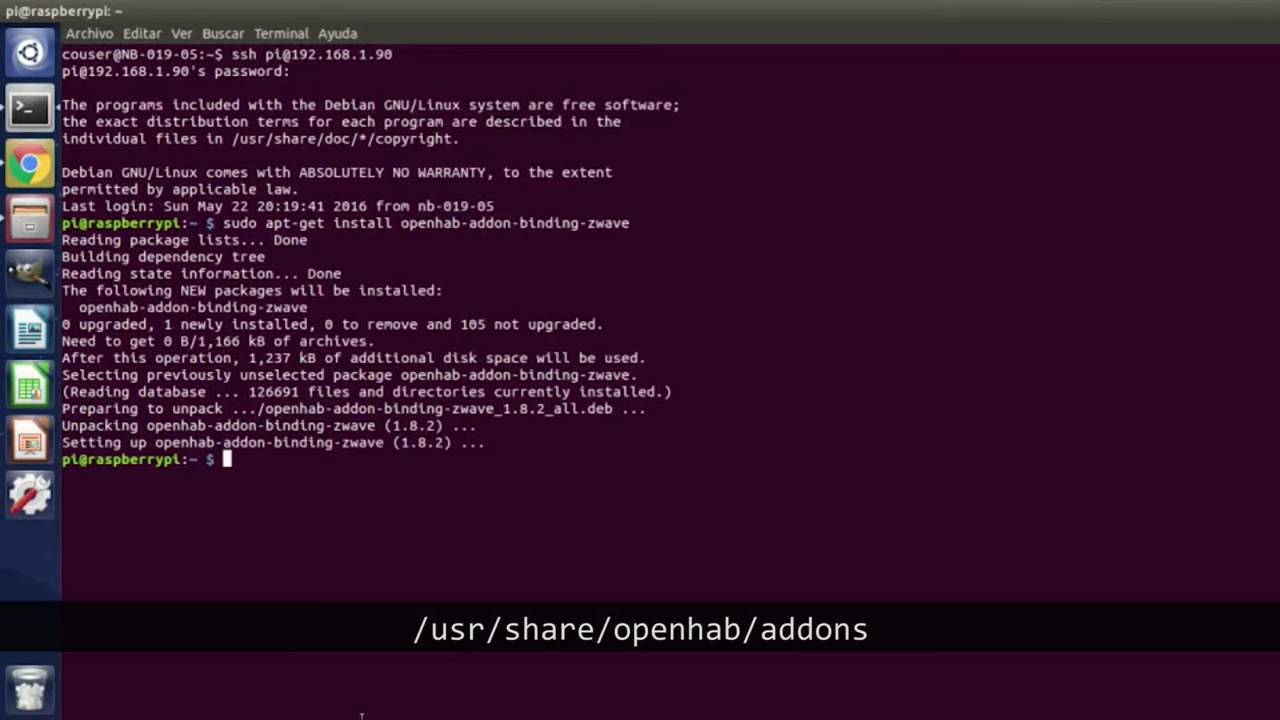 pi@raspberrypi: ~
Archivo Editar Ver Buscar Terminal Ayuda
couser@NB-019-05:~$ ssh pi@192.168.1.90
pi@192.168.1.90's password:
The programs included with the Debian GNU/Linux system are free software;
the exact distribution terms for each program are described in the
individual files in /usr/share/doc/*/copyright.
Debian GNU/Linux comes with ABSOLUTELY NO WARRANTY, to the extent
permitted by applicable law.
Last login: Sun May 22 20:19:41 2016 from nb-019-05
pi@raspberrypi:~ $ sudo apt-get install openhab-addon-binding-zwave
Reading package lists... Done
Building dependency tree
Reading state information... Done
The following NEW packages will be installed:
  openhab-addon-binding-zwave
0 upgraded, 1 newly installed, 0 to remove and 105 not upgraded.
Need to get 0 B/1,166 kB of archives.
After this operation, 1,237 kB of additional disk space will be used.
Selecting previously unselected package openhab-addon-binding-zwave.
(Reading database ... 126691 files and directories currently installed.)
Preparing to unpack .../openhab-addon-binding-zwave_1.8.2_all.deb ...
Unpacking openhab-addon-binding-zwave (1.8.2) ...
Setting up openhab-addon-binding-zwave (1.8.2) ...
pi@raspberrypi:~ $
/usr/share/openhab/addons